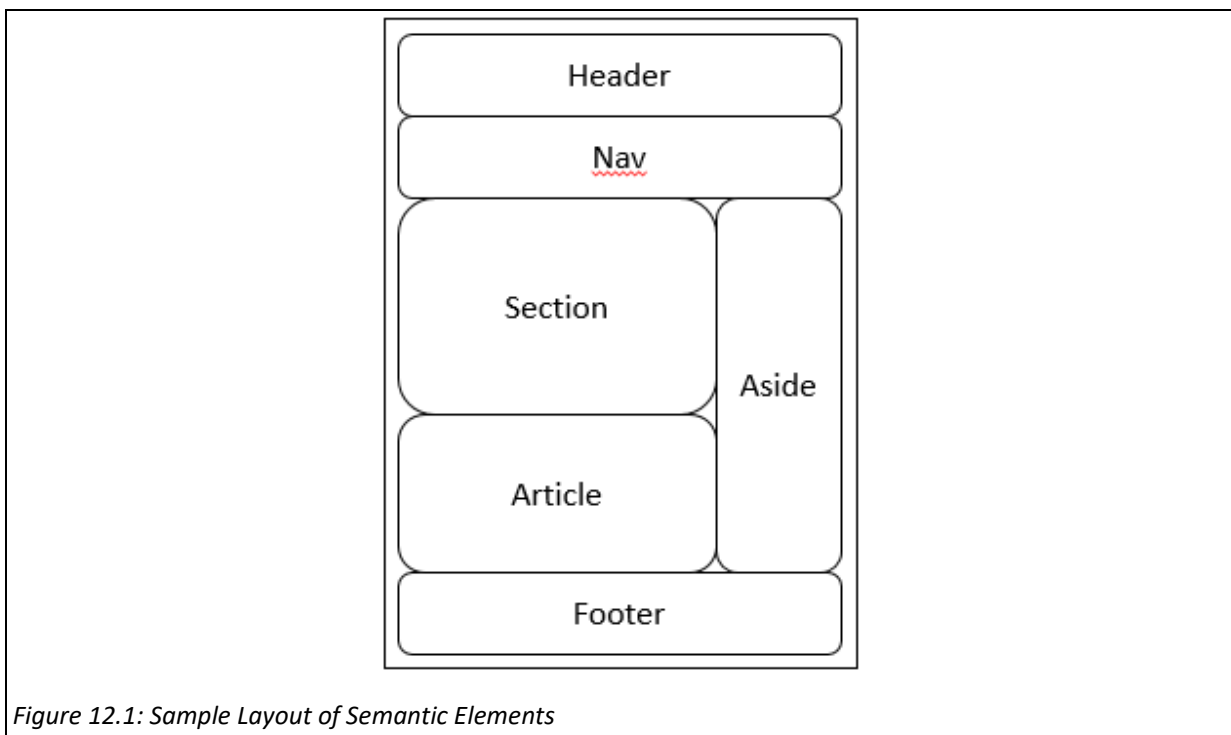 Header
Nav
Section
Aside
Article
Footer
Figure 12.1: Sample Layout of Semantic Elements